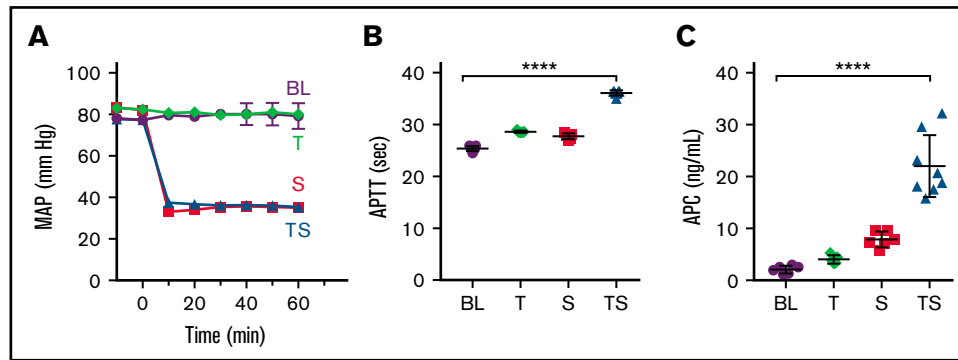 A
MAP (mm Hg)
100
80
60
40
20
0
BL
T
S
TS
0 20 40 60
Time (min)
B
****
APTT (sec)
40
30
20
10
0
BL T S TS
C
****
APC (ng/mL)
40
30
20
10
0
BL T S TS